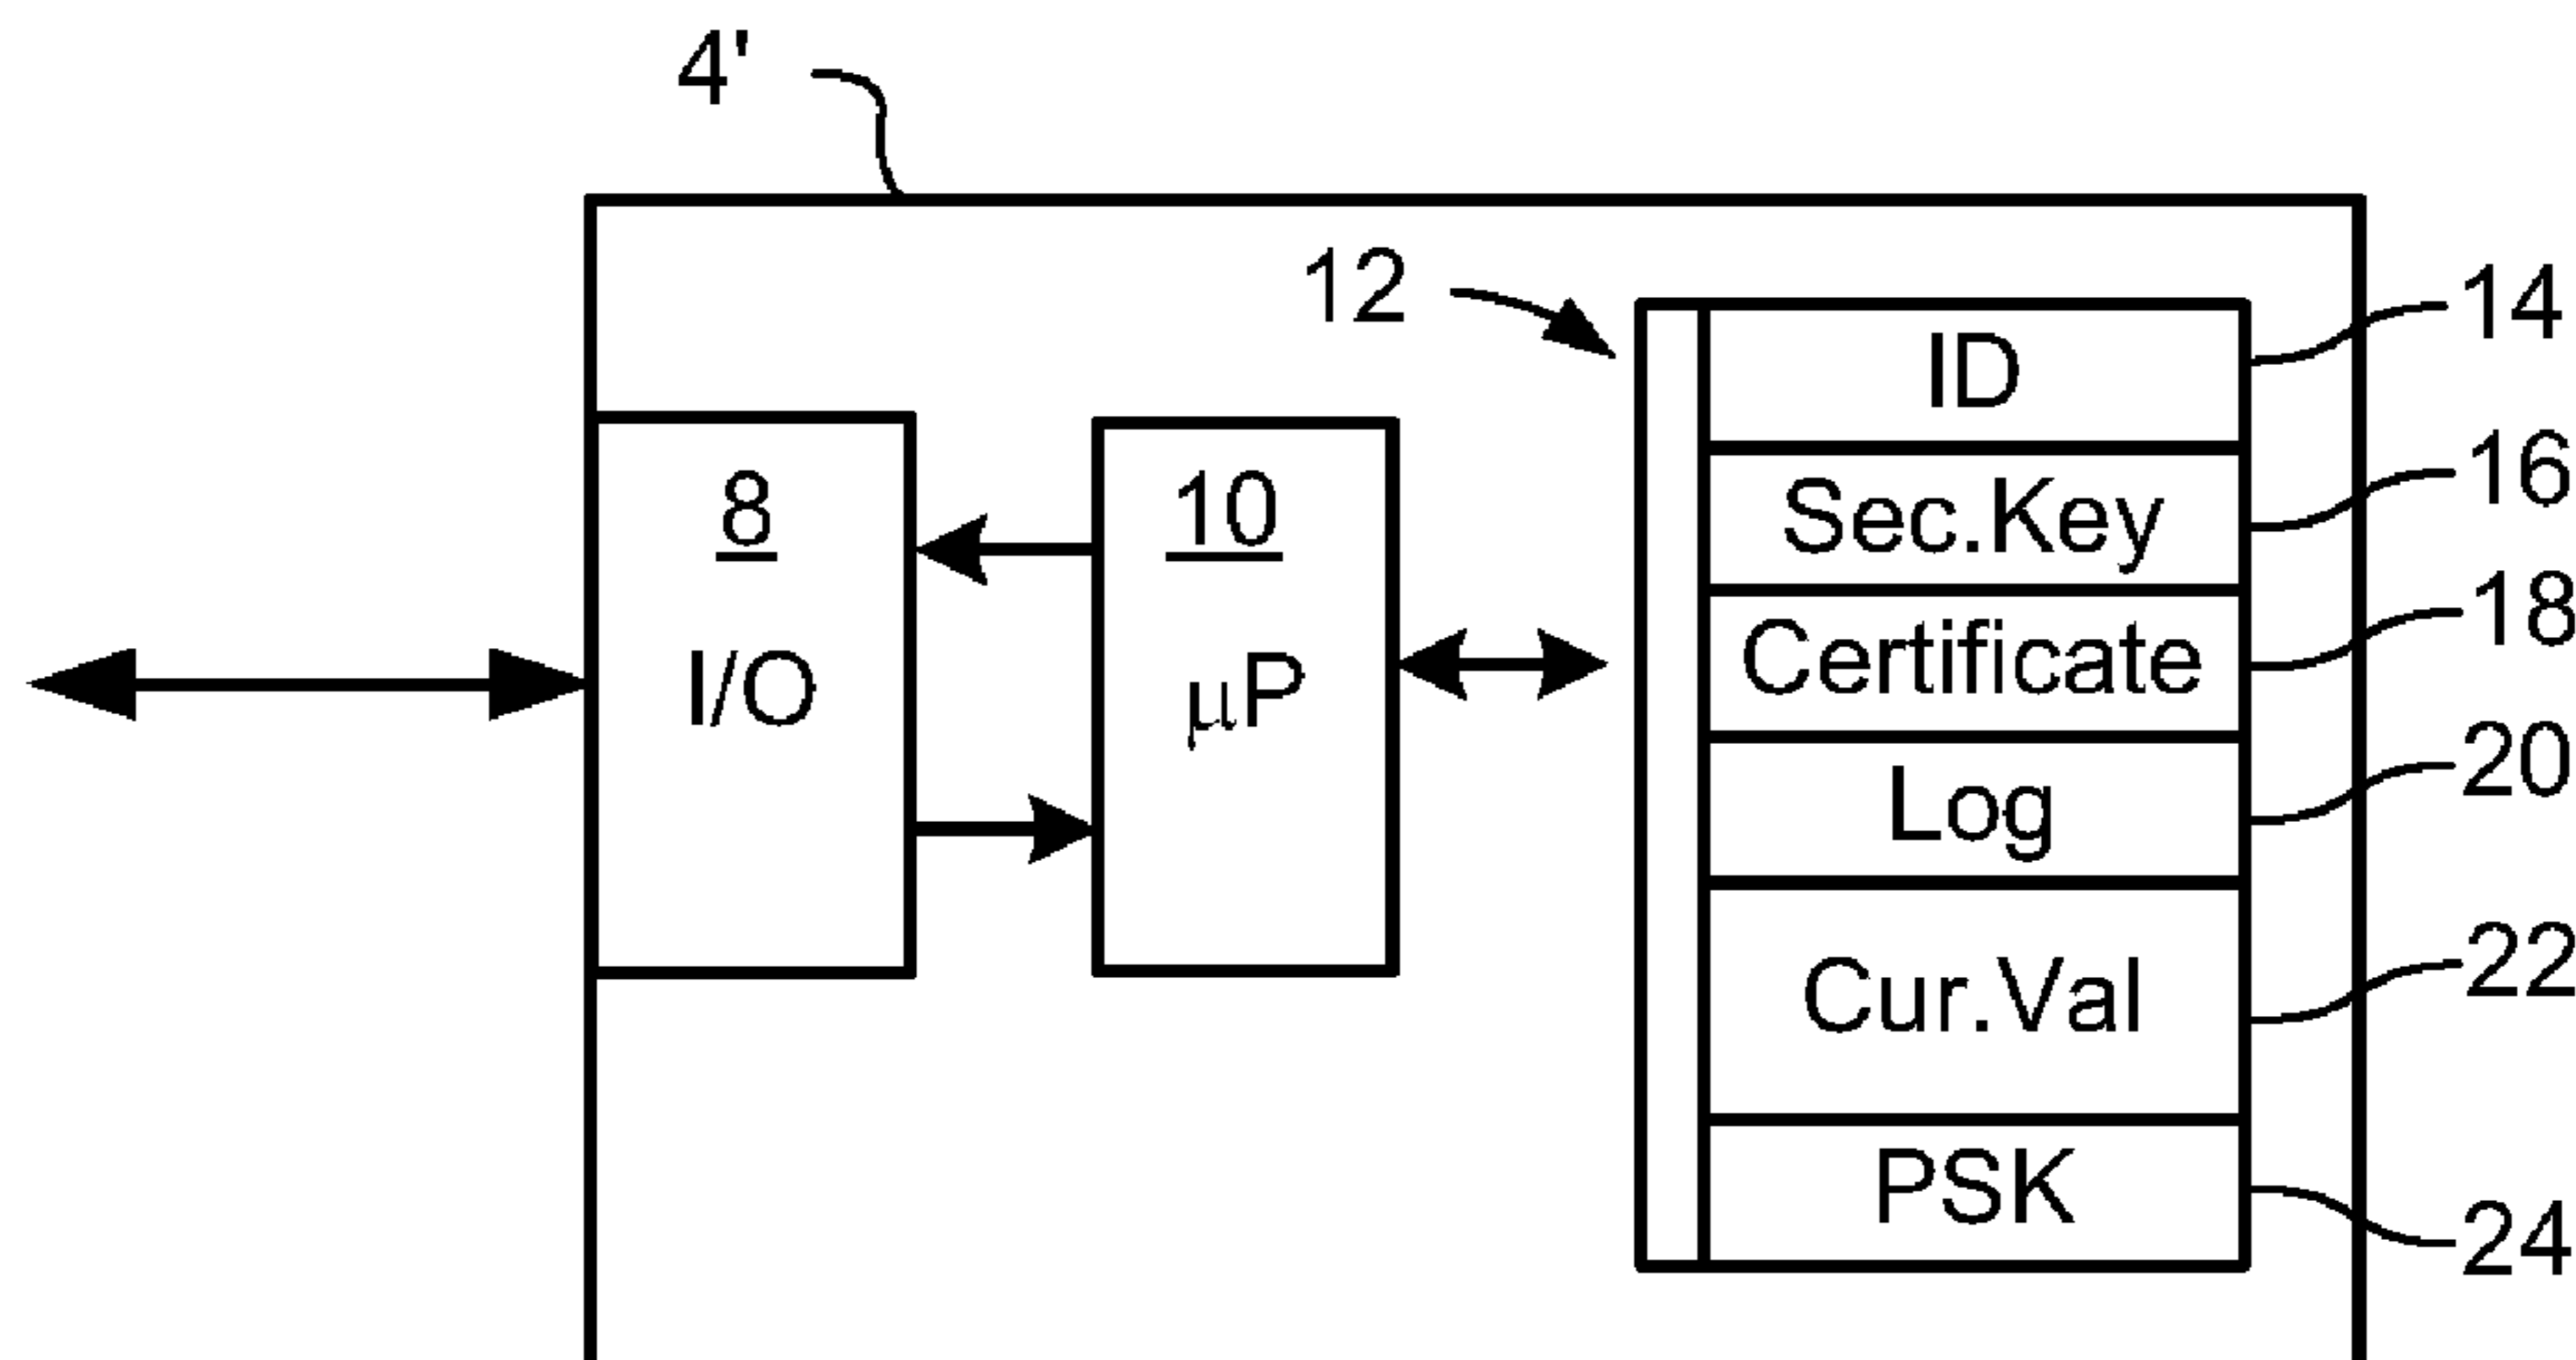 4'
12
ID
14
8
I/O
10
μP
Sec.Key
16
Certificate
18
Log
20
Cur.Val
22
PSK
24